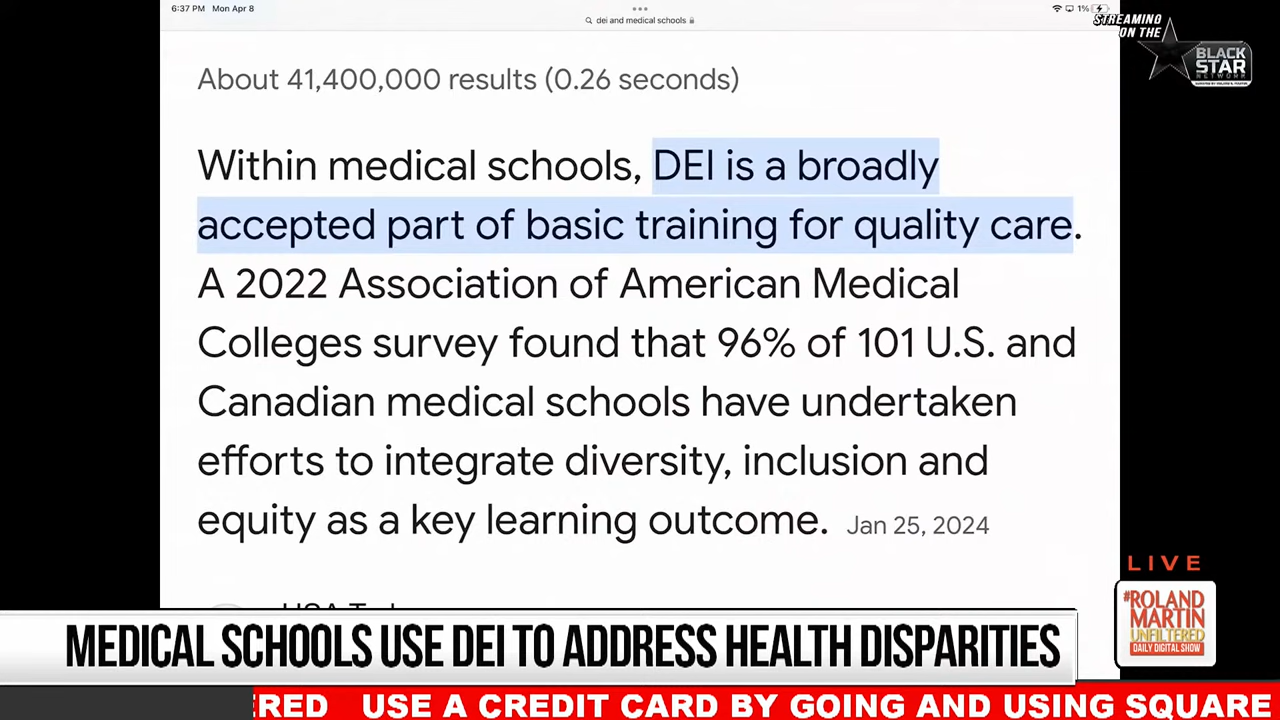 6:37 PM Mon Apr 8
dei and medical schools
1%
STREAMING
ON THE
BLACK
STAR
NETWORK
About 41,400,000 results (0.26 seconds)
Within medical schools, DEI is a broadly
accepted part of basic training for quality care.
A 2022 Association of American Medical
Colleges survey found that 96% of 101 U.S. and
Canadian medical schools have undertaken
efforts to integrate diversity, inclusion and
equity as a key learning outcome. Jan 25, 2024
LIVE
#ROLAND
MARTIN
UNFILTERED
DAILY DIGITAL SHOW
MEDICAL SCHOOLS USE DEI TO ADDRESS HEALTH DISPARITIES
ERED USE A CREDIT CARD BY GOING AND USING SQUARE